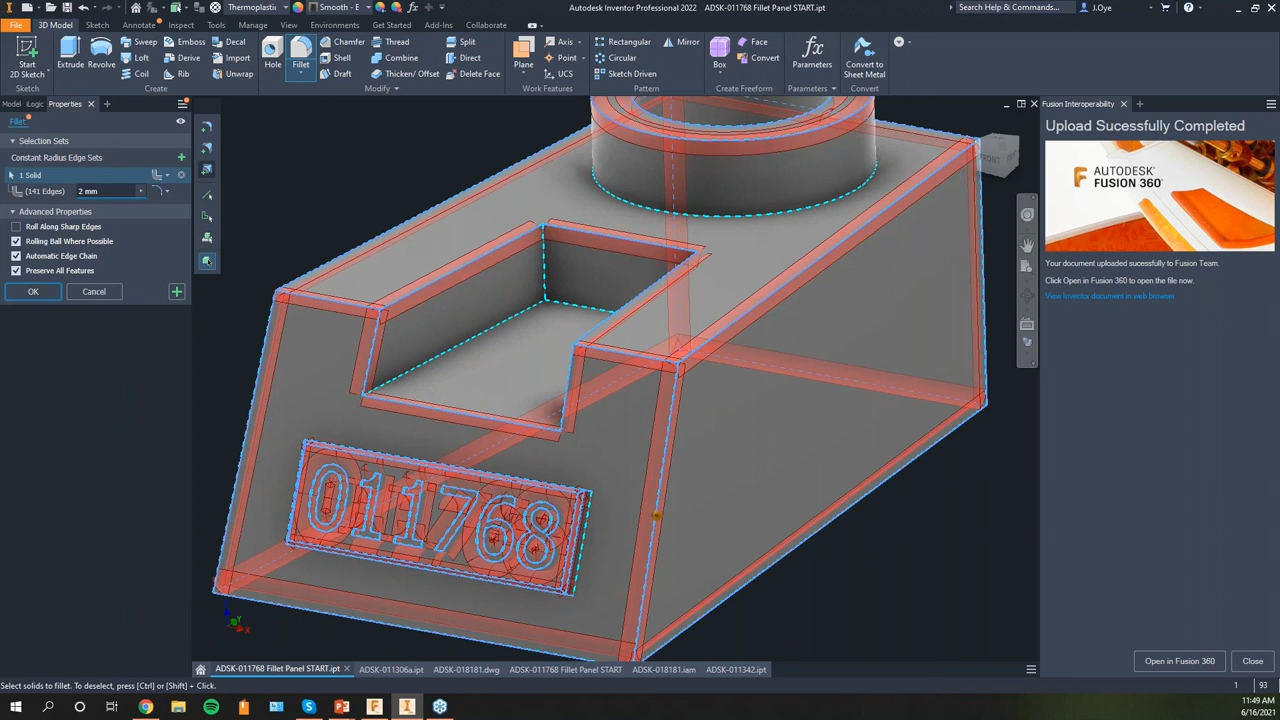 Thermoplastic
Smooth - E
Autodesk Inventor Professional 2022 ADSK-011768 Fillet Panel START.ipt
Search Help & Commands...
J.Oye
File 3D Model Sketch Annotate Inspect Tools Manage View Environments Get Started Add-Ins Collaborate
Start
2D Sketch
Sketch
Extrude Revolve
Sweep Emboss Decal
Loft Derive Import
Coil Rib Unwrap
Create
Hole Fillet
Chamfer Thread Split
Shell Combine Direct
Draft Thicken/ Offset Delete Face
Modify
Plane
Axis
Point
UCS
Work Features
Rectangular Mirror
Circular
Sketch Driven
Pattern
Box
Face
Convert
Create Freeform
fx
Parameters
Parameters
Convert to
Sheet Metal
Convert
Model Logic Properties
Fillet
Selection Sets
Constant Radius Edge Sets
1 Solid
(141 Edges) 2 mm
Advanced Properties
Roll Along Sharp Edges
Rolling Ball Where Possible
Automatic Edge Chain
Preserve All Features
OK Cancel
FRONT
011768
Z
Y
X
Fusion Interoperability
Upload Sucessfully Completed
AUTODESK
FUSION 360
Your document uploaded sucessfully to Fusion Team.
Click Open in Fusion 360 to open the file now.
View Inventor document in web browser
Open in Fusion 360 Close
ADSK-011768 Fillet Panel START.ipt ADSK-011306a.ipt ADSK-018181.dwg ADSK-011768 Fillet Panel START.ipt ADSK-018181.iam ADSK-011342.ipt
Select solids to fillet. To deselect, press [Ctrl] or [Shift] + Click.
1 93
11:49 AM
6/16/2021